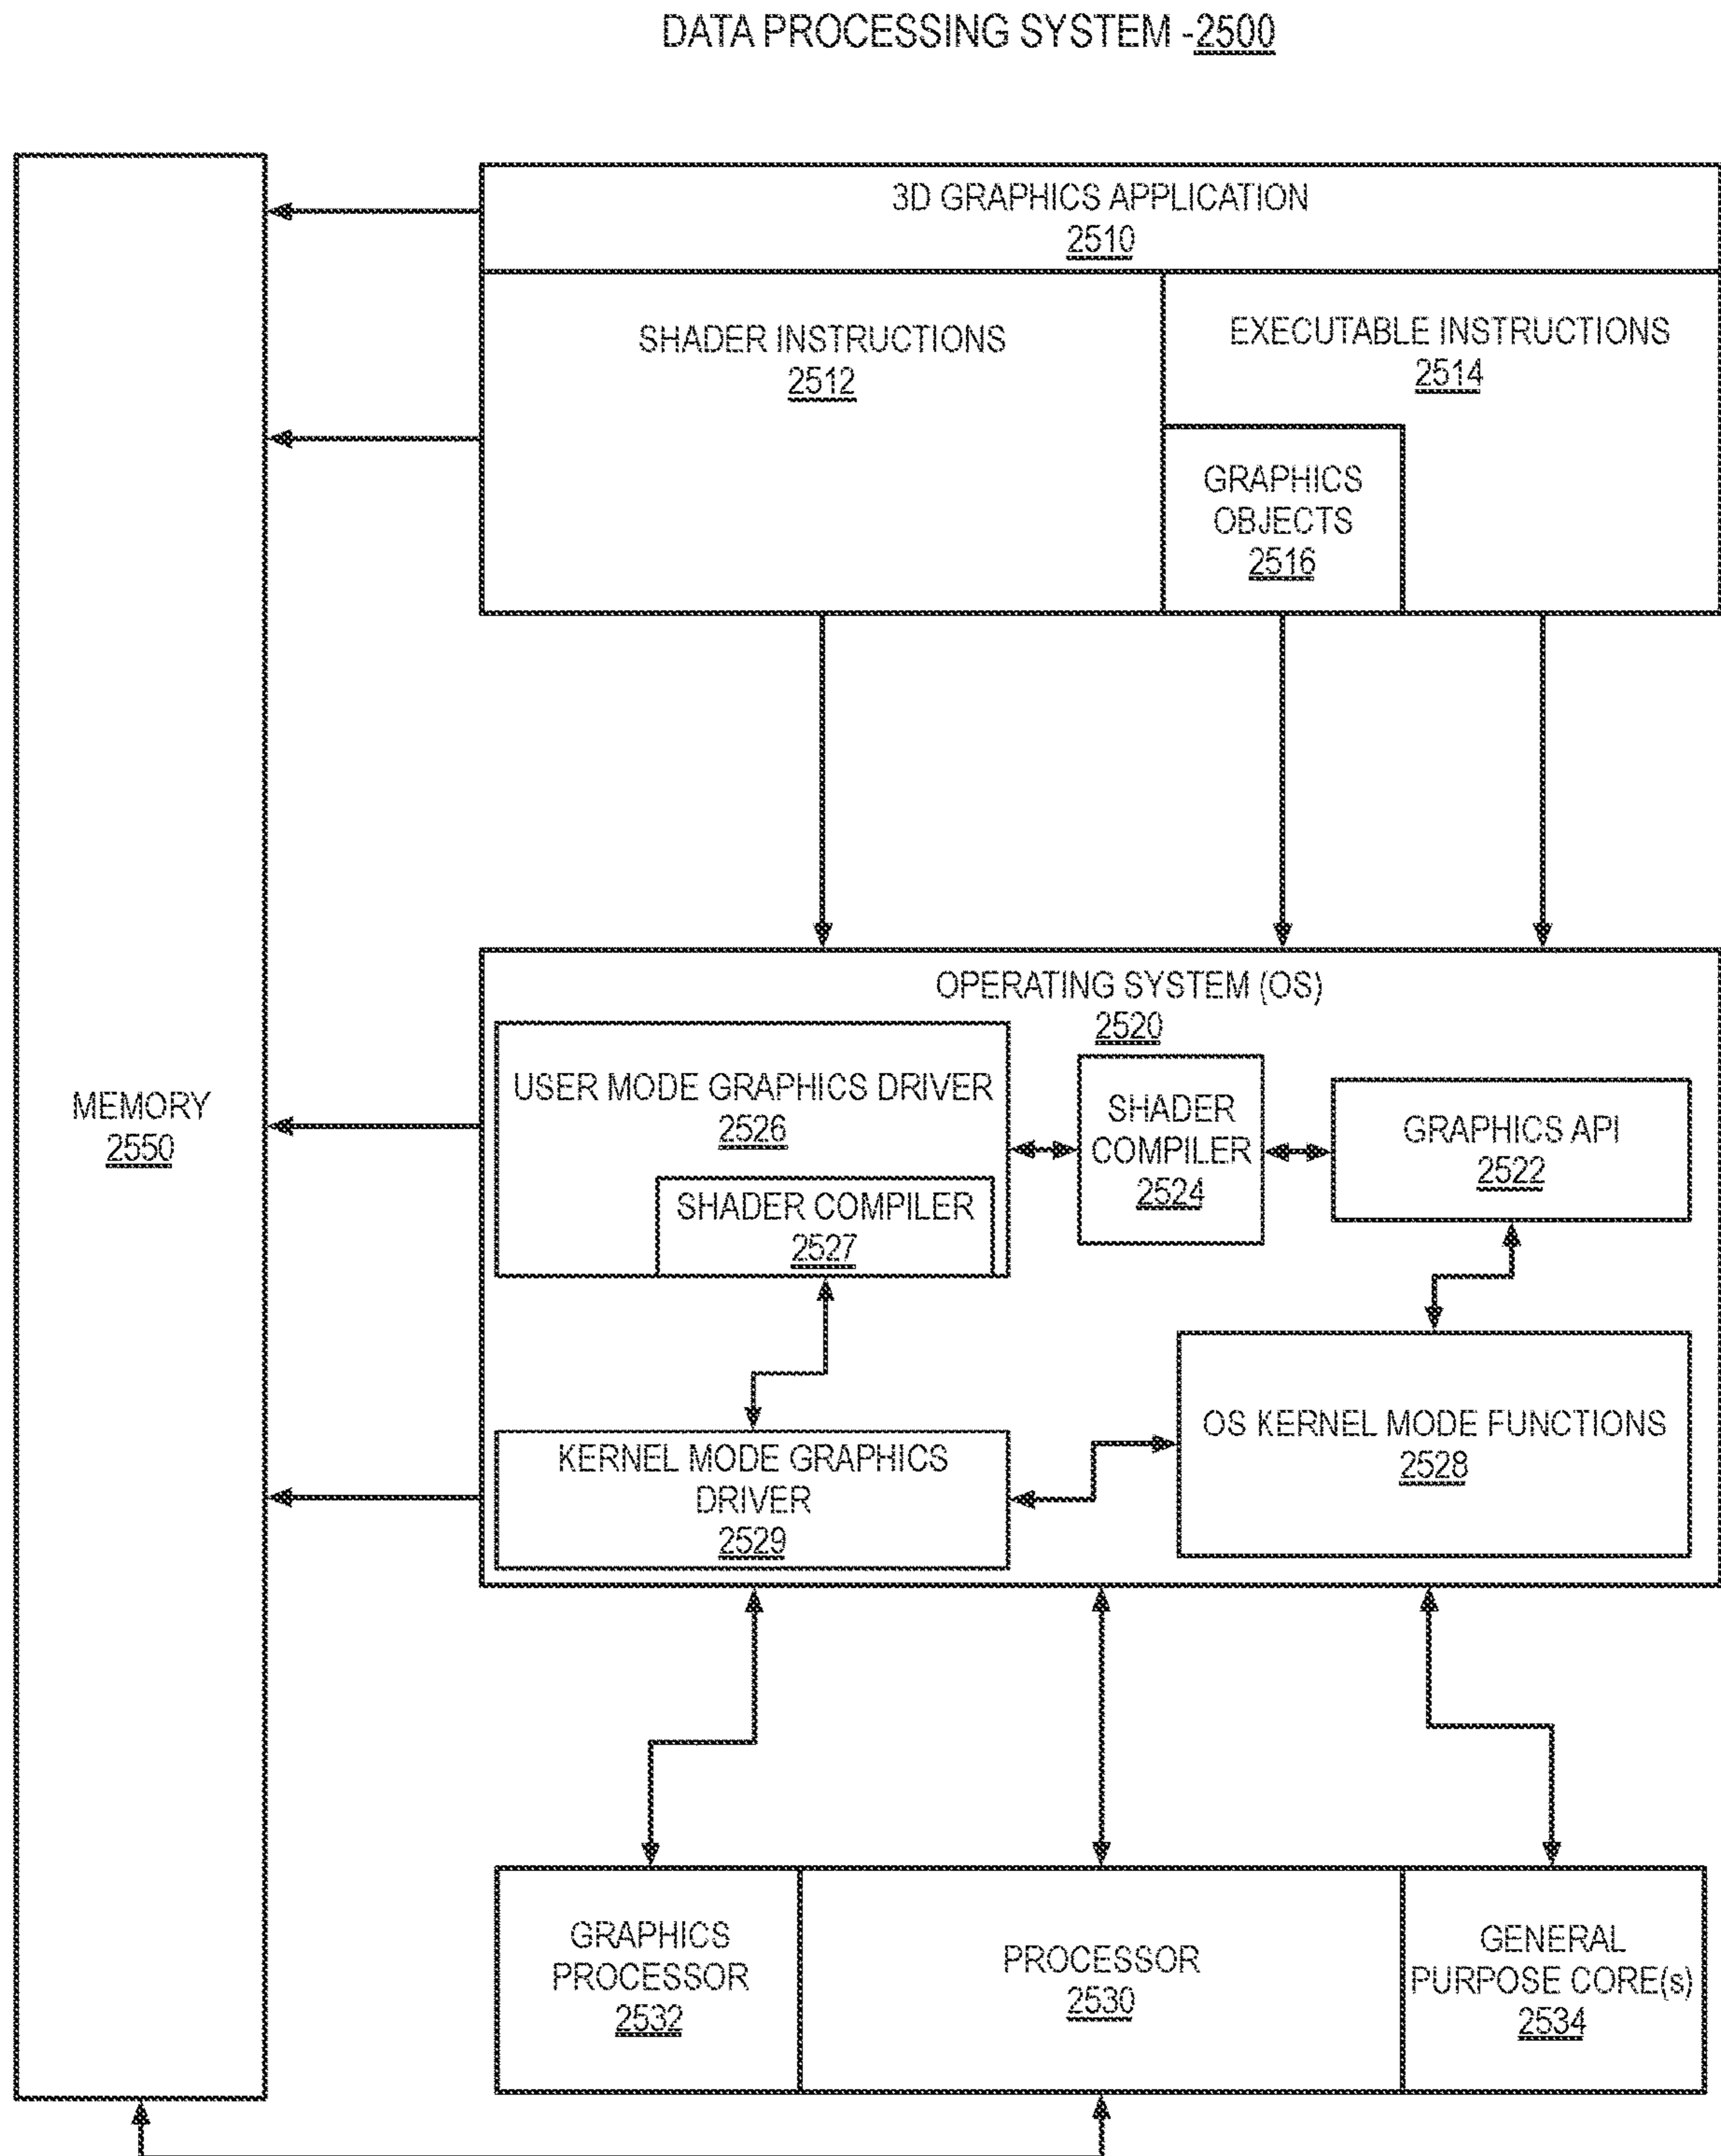 DATA PROCESSING SYSTEM -2500
3D GRAPHICS APPLICATION
2510
SHADER INSTRUCTIONS
2512
EXECUTABLE INSTRUCTIONS
2514
GRAPHICS
OBJECTS
2516
MEMORY
2550
OPERATING SYSTEM (OS)
2520
USER MODE GRAPHICS DRIVER
2526
SHADER COMPILER
2527
SHADER
COMPILER
2524
GRAPHICS API
2522
KERNEL MODE GRAPHICS
DRIVER
2529
OS KERNEL MODE FUNCTIONS
2528
GRAPHICS
PROCESSOR
2532
PROCESSOR
2530
GENERAL
PURPOSE CORE(s)
2534